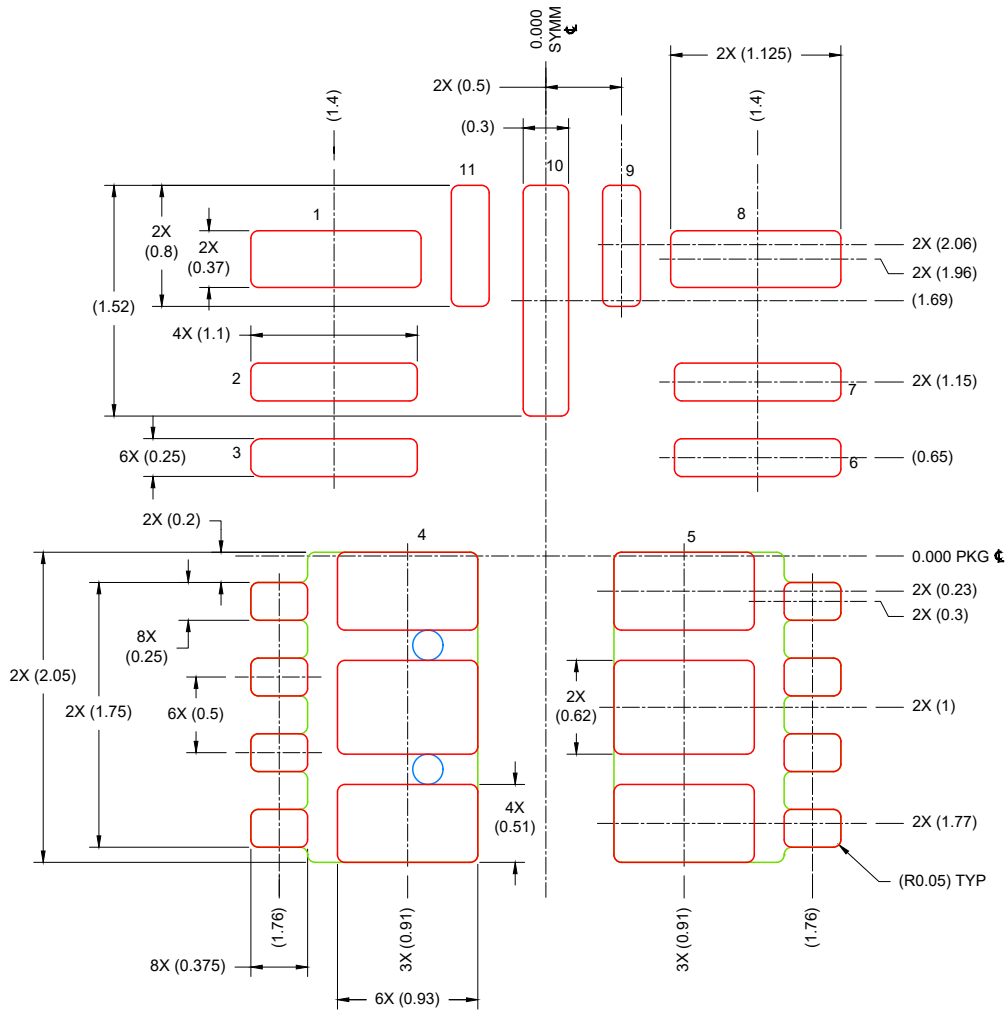 0.000
SYMM
℄
2X (1.125)
2X (0.5)
(1.4)
(1.4)
(0.3)
11
10
9
1
8
2X
(0.8)
2X
(0.37)
2X (2.06)
2X (1.96)
(1.52)
(1.69)
4X (1.1)
2
2X (1.15)
7
3
6X (0.25)
(0.65)
6
2X (0.2)
4
5
0.000 PKG ℄
2X (0.23)
2X (0.3)
8X
(0.25)
2X (2.05)
2X (1.75)
6X (0.5)
2X
(0.62)
2X (1)
4X
(0.51)
2X (1.77)
(R0.05) TYP
(1.76)
3X (0.91)
3X (0.91)
(1.76)
8X (0.375)
6X (0.93)